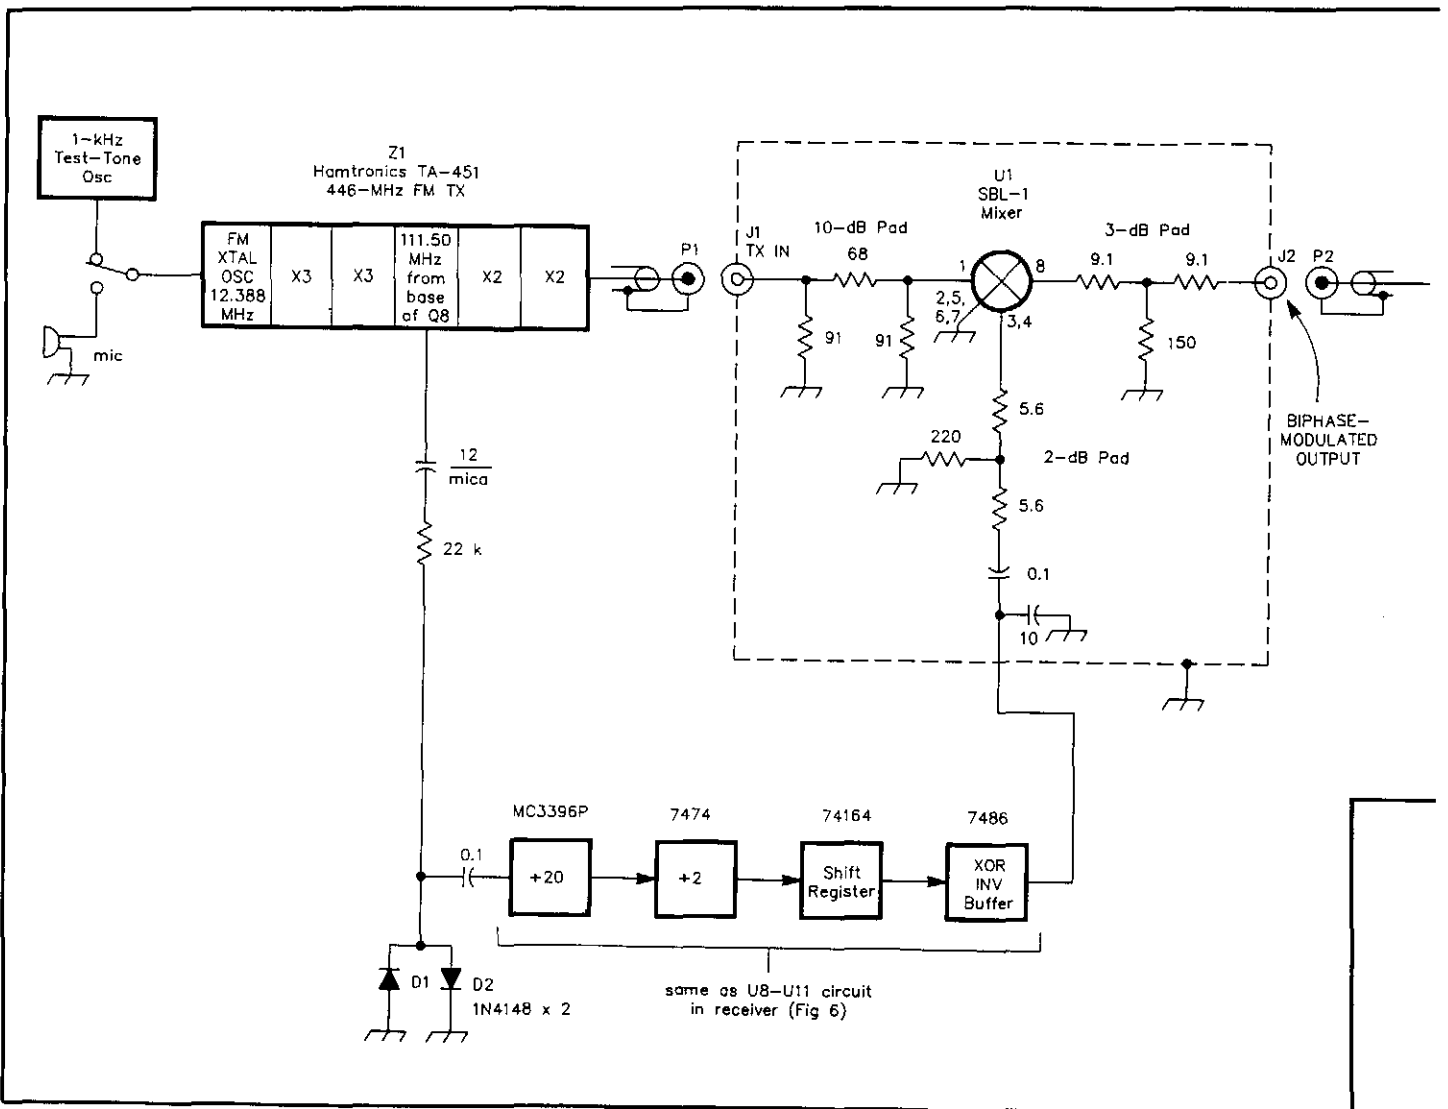 1-kHz
Test-Tone
Osc
Z1
Hamtronics TA-451
446-MHz FM TX
FM
XTAL
OSC
12.388
MHz
X3
X3
111.50
MHz
from
base
of Q8
X2
X2
mic
P1
J1
TX IN
10-dB Pad
68
91
91
U1
SBL-1
Mixer
1
8
2,5,
6,7
3,4
3-dB Pad
9.1
9.1
150
J2
P2
BIPHASE-
MODULATED
OUTPUT
5.6
220
2-dB Pad
5.6
0.1
10
12
mica
22 k
0.1
MC3396P
÷20
7474
÷2
74164
Shift
Register
7486
XOR
INV
Buffer
D1
D2
1N4148 x 2
same as U8-U11 circuit
in receiver (Fig 6)